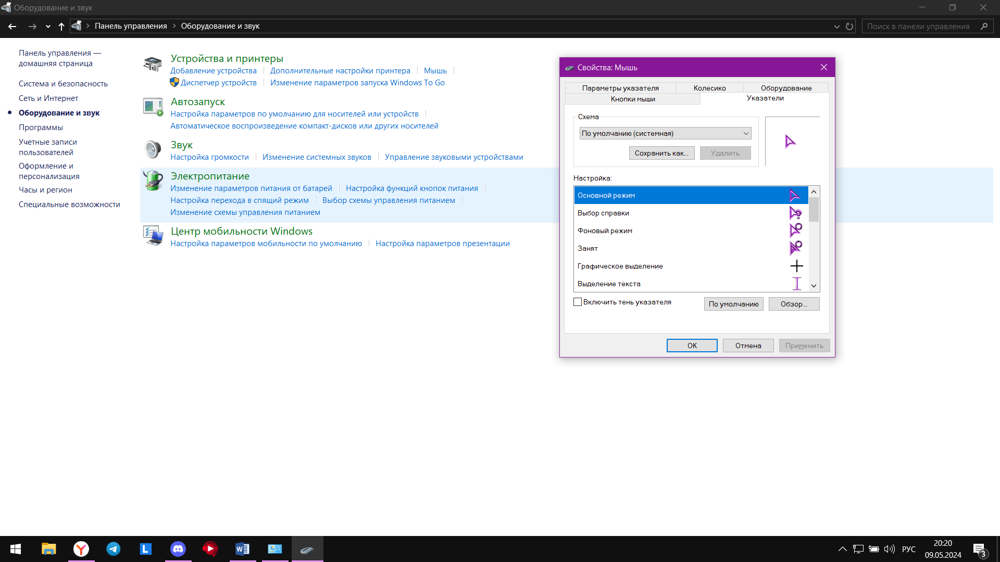 Оборудование и звук
Панель управления
Оборудование и звук
Поиск в панели управления
Панель управления —
домашняя страница
Система и безопасность
Сеть и Интернет
Оборудование и звук
Программы
Учетные записи
пользователей
Оформление и
персонализация
Часы и регион
Специальные возможности
Устройства и принтеры
Добавление устройства
Дополнительные настройки принтера
Мышь
Диспетчер устройств
Изменение параметров запуска Windows To Go
Автозапуск
Настройка параметров по умолчанию для носителей или устройств
Автоматическое воспроизведение компакт-дисков или других носителей
Звук
Настройка громкости
Изменение системных звуков
Управление звуковыми устройствами
Электропитание
Изменение параметров питания от батарей
Настройка функций кнопок питания
Настройка перехода в спящий режим
Выбор схемы управления питанием
Изменение схемы управления питанием
Центр мобильности Windows
Настройка параметров мобильности по умолчанию
Настройка параметров презентации
Свойства: Мышь
Параметры указателя
Колесико
Оборудование
Кнопки мыши
Указатели
Схема
По умолчанию (системная)
Сохранить как...
Удалить
Настройка:
Основной режим
Выбор справки
Фоновый режим
Занят
Графическое выделение
Выделение текста
Включить тень указателя
По умолчанию
Обзор...
ОК
Отмена
Применить
РУС
20:20
09.05.2024
3